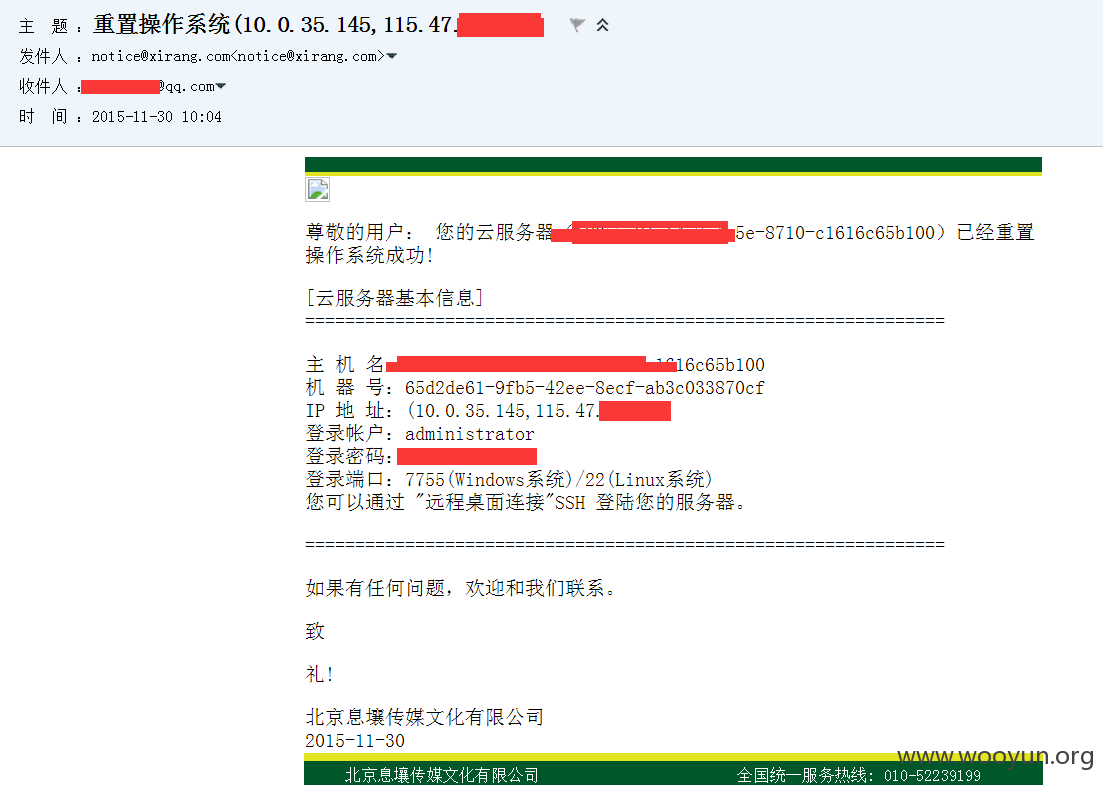 主 题：重置操作系统(10.0.35.145,115.47.
发件人：notice@xirang.com<notice@xirang.com>
收件人：@qq.com
时 间：2015-11-30 10:04
尊敬的用户： 您的云服务器（5e-8710-c1616c65b100）已经重置
操作系统成功!
[云服务器基本信息]
================================================================
主 机 名 1616c65b100
机 器 号: 65d2de61-9fb5-42ee-8ecf-ab3c033870cf
IP 地 址: (10.0.35.145,115.47.
登录帐户: administrator
登录密码:
登录端口: 7755(Windows系统)/22(Linux系统)
您可以通过 "远程桌面连接"SSH 登陆您的服务器。
================================================================
如果有任何问题，欢迎和我们联系。
致
礼!
北京息壤传媒文化有限公司
2015-11-30
www.wooyun.org
北京息壤传媒文化有限公司 全国统一服务热线: 010-52239199